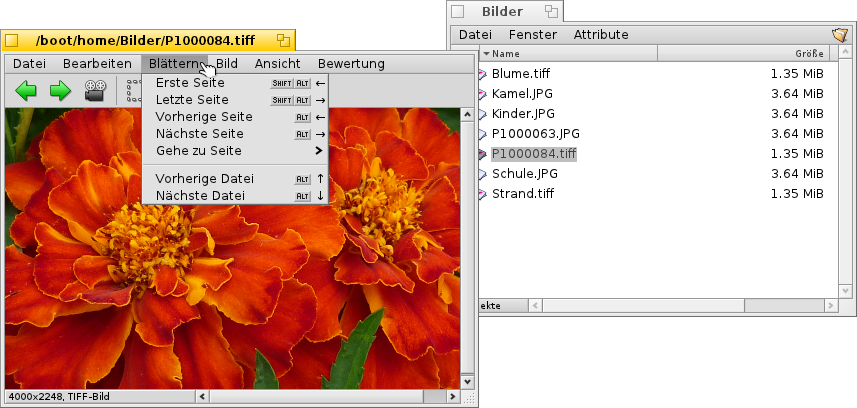 Bilder
Datei Fenster Attribute
Name Größe
Blume.tiff 1.35 MiB
Kamel.JPG 3.64 MiB
Kinder.JPG 3.64 MiB
P1000063.JPG 3.64 MiB
P1000084.tiff 1.35 MiB
Schule.JPG 3.64 MiB
Strand.tiff 1.35 MiB
ekte
/boot/home/Bilder/P1000084.tiff
Datei Bearbeiten Blättern Bild Ansicht Bewertung
Erste Seite SHIFT ALT ←
Letzte Seite SHIFT ALT →
Vorherige Seite ALT ←
Nächste Seite ALT →
Gehe zu Seite
Vorherige Datei ALT ↑
Nächste Datei ALT ↓
4000x2248, TIFF-Bild